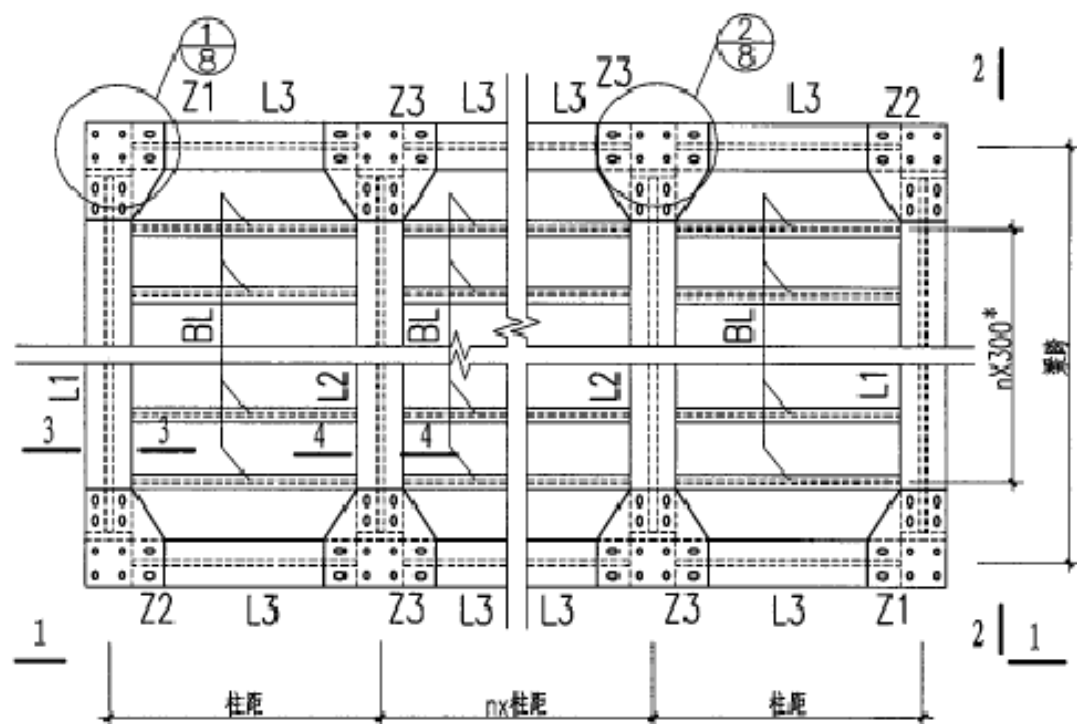 1
8
2
8
2
Z1 L3 Z3 L3 L3 Z3 L3 Z2
BL BL BL
nX300*
L1 L2 L2 L1
3 3 4 4
Z2 L3 Z3 L3 L3 Z3 L3 Z1
1 2 1
柱距 nx柱距 柱距